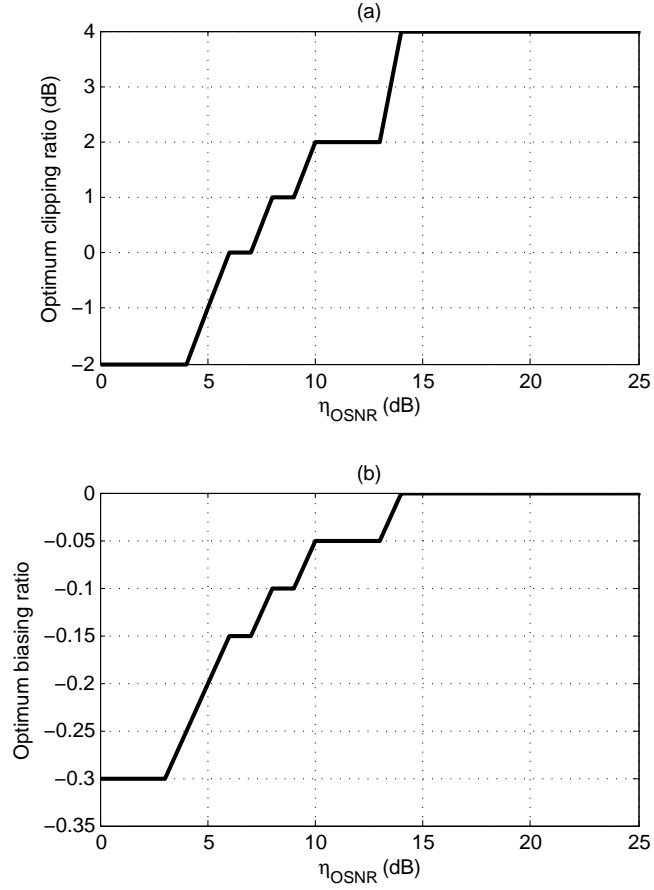 (a)
Optimum clipping ratio (dB)
4
3
2
1
0
−1
−2
0 5 10 15 20 25
ηOSNR (dB)
(b)
Optimum biasing ratio
0
−0.05
−0.1
−0.15
−0.2
−0.25
−0.3
−0.35
0 5 10 15 20 25
ηOSNR (dB)